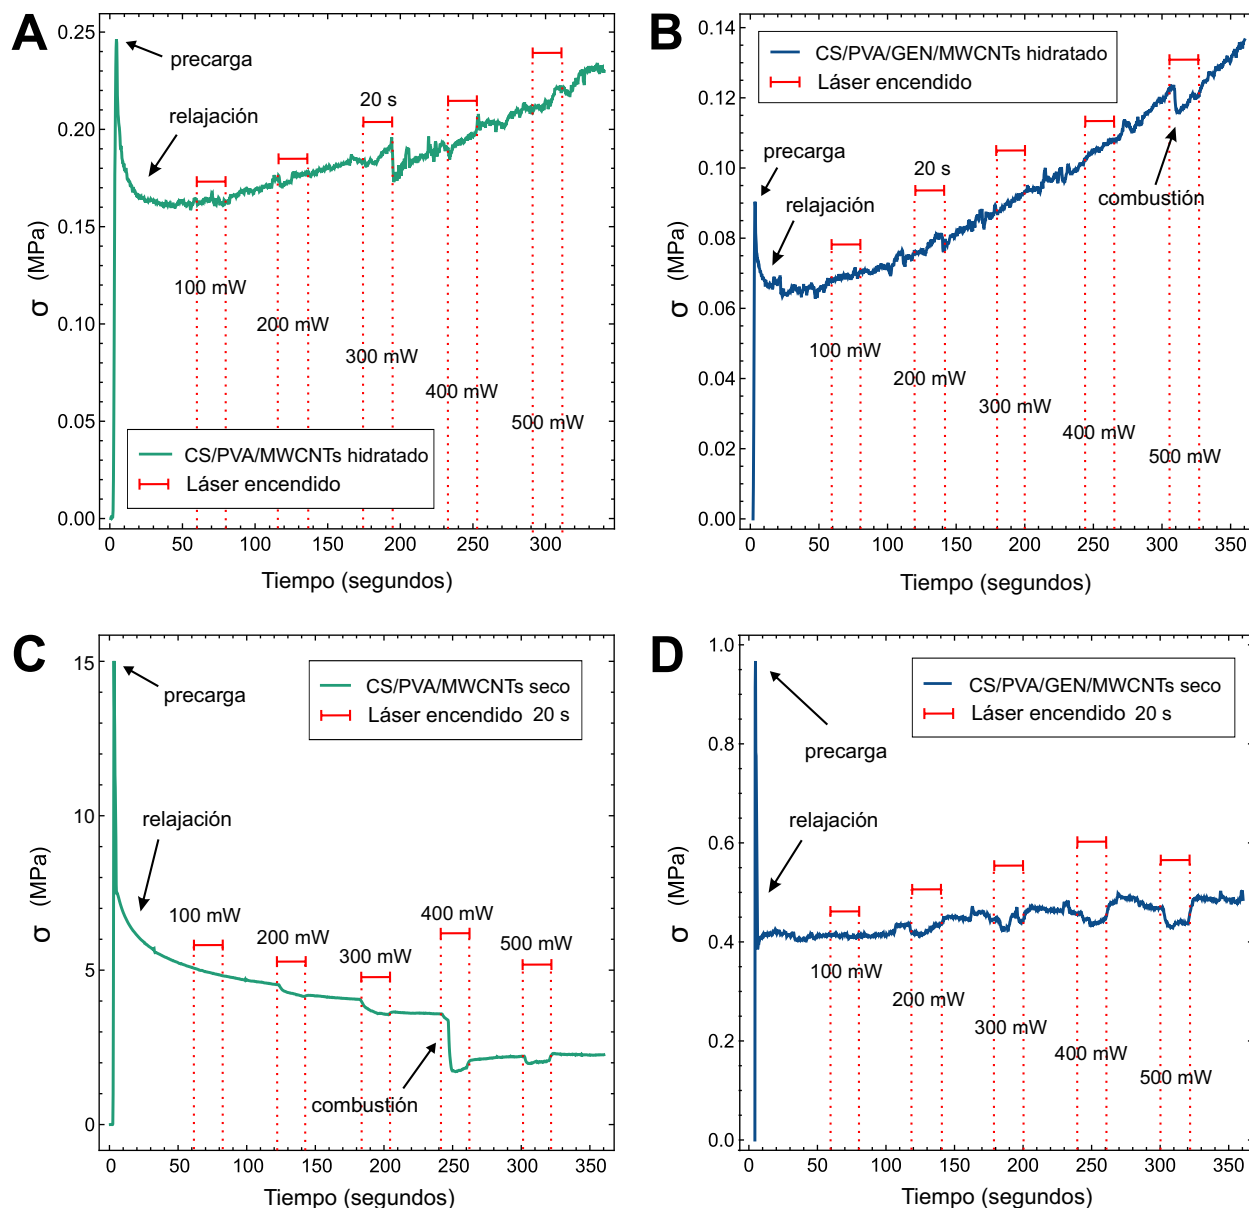 A
0.25
0.20
0.15
0.10
0.05
0.00
σ (MPa)
precarga
relajación
20 s
100 mW
200 mW
300 mW
400 mW
500 mW
CS/PVA/MWCNTs hidratado
Láser encendido
0 50 100 150 200 250 300
Tiempo (segundos)
B
0.14
0.12
0.10
0.08
0.06
0.04
0.02
0.00
σ (MPa)
CS/PVA/GEN/MWCNTs hidratado
Láser encendido
precarga
relajación
20 s
combustión
100 mW
200 mW
300 mW
400 mW
500 mW
0 50 100 150 200 250 300 350
Tiempo (segundos)
C
15
10
5
0
σ (MPa)
CS/PVA/MWCNTs seco
Láser encendido 20 s
precarga
relajación
100 mW
200 mW
300 mW
400 mW
500 mW
combustión
0 50 100 150 200 250 300 350
Tiempo (segundos)
D
1.0
0.8
0.6
0.4
0.2
0.0
σ (MPa)
CS/PVA/GEN/MWCNTs seco
Láser encendido 20 s
precarga
relajación
100 mW
200 mW
300 mW
400 mW
500 mW
0 50 100 150 200 250 300 350
Tiempo (segundos)